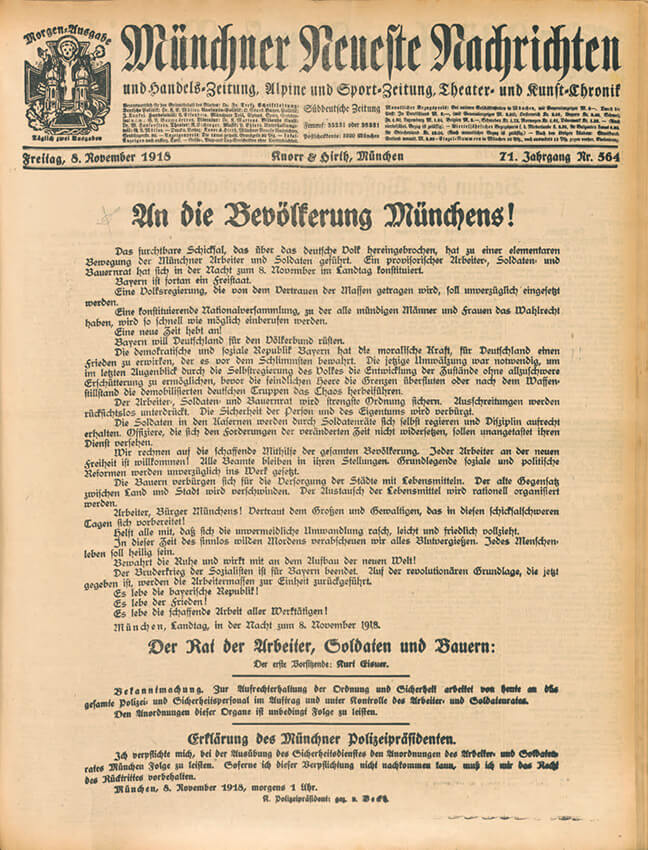 Morgen-Ausgabe
Täglich zwei Ausgaben
Münchner Neueste Nachrichten
und Handels-Zeitung, Alpine und Sport-Zeitung, Theater- und Kunst-Chronik
Süddeutsche Zeitung
Freitag, 8. November 1918
Knorr & Hirth, München
71. Jahrgang Nr. 564
An die Bevölkerung Münchens!
Das furchtbare Schicksal, das über das deutsche Volk hereingebrochen, hat zu einer elementaren
Bewegung der Münchner Arbeiter und Soldaten geführt. Ein provisorischer Arbeiter-, Soldaten- und
Bauernrat hat sich in der Nacht zum 8. November im Landtag konstituiert.
Bayern ist fortan ein Freistaat.
Eine Volksregierung, die von dem Vertrauen der Massen getragen wird, soll unverzüglich eingesetzt
werden.
Eine konstituierende Nationalversammlung, zu der alle mündigen Männer und Frauen das Wahlrecht
haben, wird so schnell wie möglich einberufen werden.
Eine neue Zeit hebt an!
Bayern will Deutschland für den Völkerbund rüsten.
Die demokratische und soziale Republik Bayern hat die moralische Kraft, für Deutschland einen
Frieden zu erwirken, der es vor dem Schlimmsten bewahrt. Die jetzige Umwälzung war notwendig, um
im letzten Augenblick durch die Selbstregierung des Volkes die Entwicklung der Zustände ohne allzuschwere
Erschütterung zu ermöglichen, bevor die feindlichen Heere die Grenzen überfluten oder nach dem Waffen-
stillstand die demobilisierten deutschen Truppen das Chaos herbeiführen.
Der Arbeiter-, Soldaten- und Bauernrat wird strengste Ordnung sichern. Ausschreitungen werden
rücksichtslos unterdrückt. Die Sicherheit der Person und des Eigentums wird verbürgt.
Die Soldaten in den Kasernen werden durch Soldatenräte sich selbst regieren und Disziplin aufrecht
erhalten. Offiziere, die sich den Forderungen der veränderten Zeit nicht widersetzen, sollen unangetastet ihren
Dienst versehen.
Wir rechnen auf die schaffende Mithilfe der gesamten Bevölkerung. Jeder Arbeiter an der neuen
Freiheit ist willkommen! Alle Beamte bleiben in ihren Stellungen. Grundlegende soziale und politische
Reformen werden unverzüglich ins Werk gesetzt.
Die Bauern verbürgen sich für die Versorgung der Städte mit Lebensmitteln. Der alte Gegensatz
zwischen Land und Stadt wird verschwinden. Der Austausch der Lebensmittel wird rationell organisiert
werden.
Arbeiter, Bürger Münchens! Vertraut dem Großen und Gewaltigen, das in diesen schicksalschweren
Tagen sich vorbereitet!
Helft alle mit, daß sich die unvermeidliche Umwandlung rasch, leicht und friedlich vollzieht.
In dieser Zeit des sinnlos wilden Mordens verabscheuen wir alles Blutvergießen. Jedes Menschen-
leben soll heilig sein.
Bewahrt die Ruhe und wirkt mit an dem Aufbau der neuen Welt!
Der Bruderkrieg der Sozialisten ist für Bayern beendet. Auf der revolutionären Grundlage, die jetzt
gegeben ist, werden die Arbeitermassen zur Einheit zurückgeführt.
Es lebe die bayerische Republik!
Es lebe der Frieden!
Es lebe die schaffende Arbeit aller Werktätigen!
München, Landtag, in der Nacht zum 8. November 1918.
Der Rat der Arbeiter, Soldaten und Bauern:
Der erste Vorsitzende: Kurt Eisner.
Bekanntmachung. Zur Aufrechterhaltung der Ordnung und Sicherheit arbeitet von heute an das
gesamte Polizei- und Sicherheitspersonal im Auftrag und unter Kontrolle des Arbeiter- und Soldatenrates.
Den Anordnungen dieser Organe ist unbedingt Folge zu leisten.
Erklärung des Münchner Polizeipräsidenten.
Ich verpflichte mich, bei der Ausübung des Sicherheitsdienstes den Anordnungen des Arbeiter- und Soldaten-
rates München Folge zu leisten. Soferne ich dieser Verpflichtung nicht nachkommen kann, muß ich mir das Recht
des Rücktrittes vorbehalten.
München, 8. November 1918, morgens 1 Uhr.
K. Polizeipräsident: gez. v. Beckh.